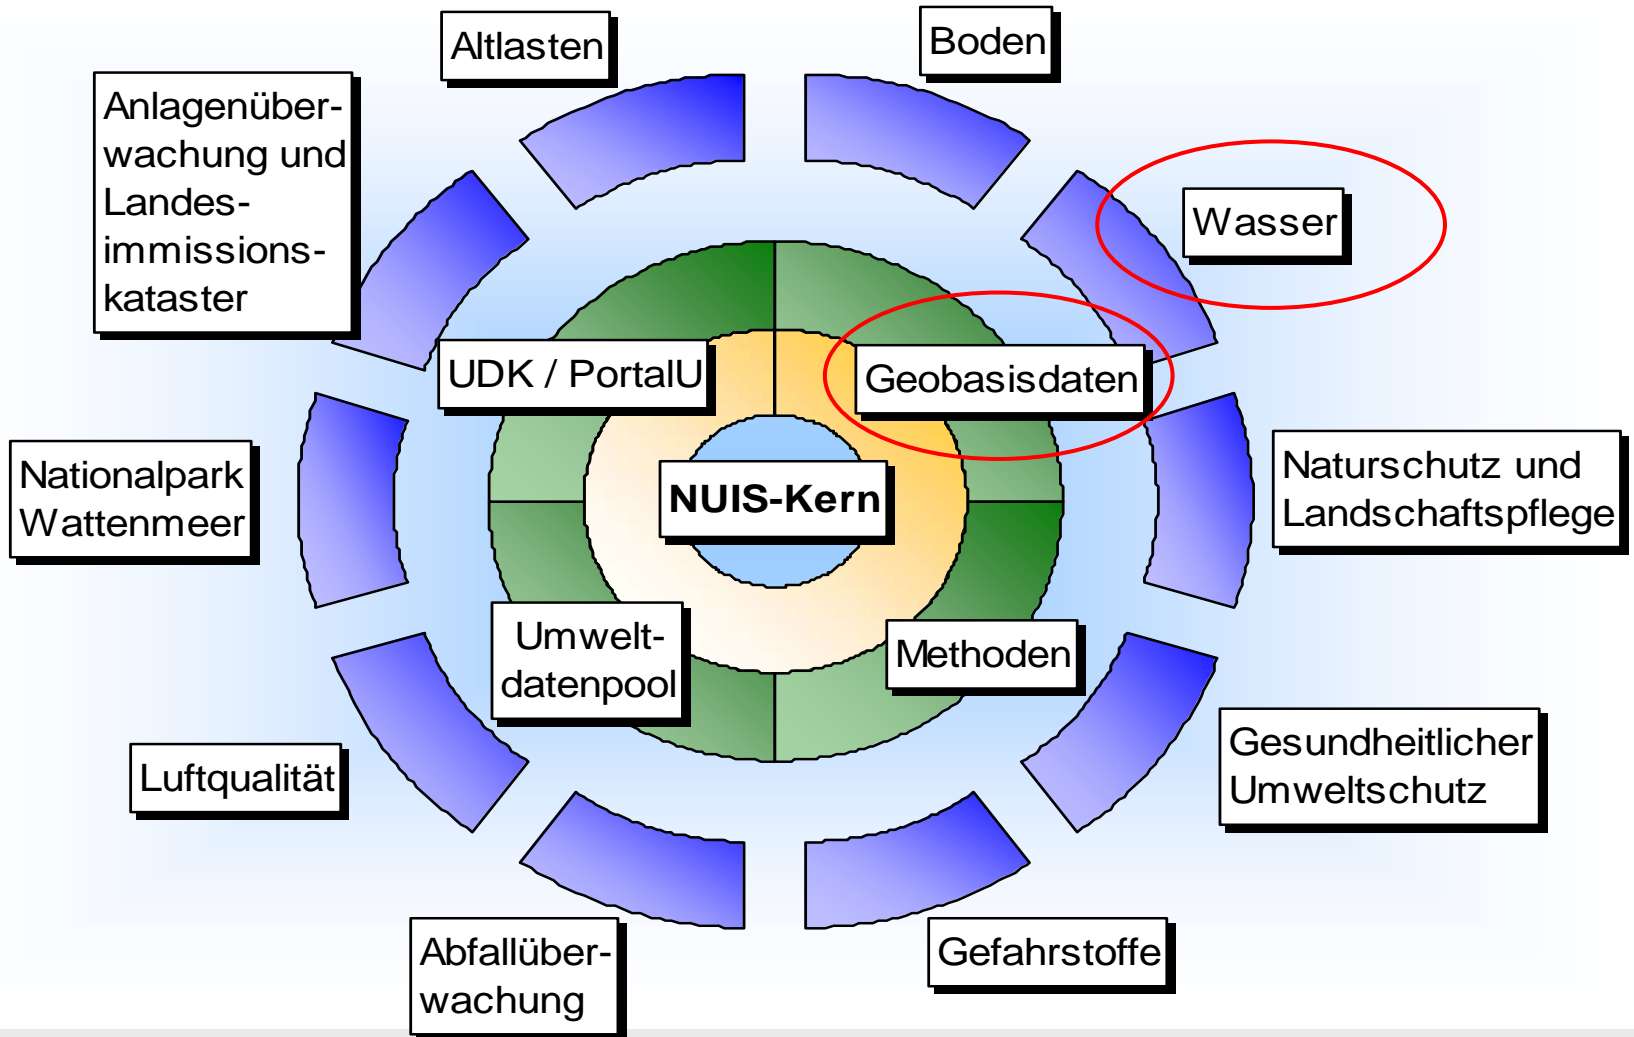 Altlasten
Boden
Anlagenüber-
wachung und
Landes-
immissions-
kataster
Wasser
UDK / PortalU
Geobasisdaten
Nationalpark
Wattenmeer
NUIS-Kern
Naturschutz und
Landschaftspflege
Umwelt-
datenpool
Methoden
Luftqualität
Gesundheitlicher
Umweltschutz
Abfallüber-
wachung
Gefahrstoffe